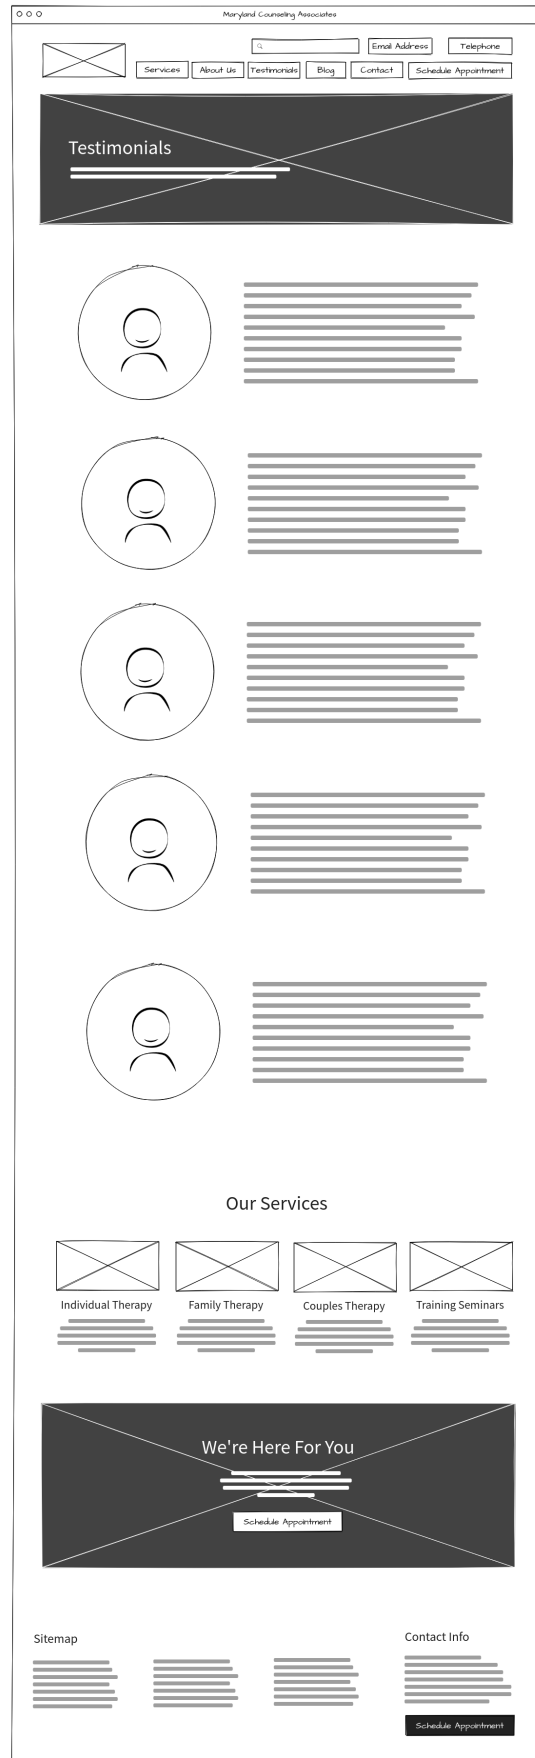 Maryland Counseling Associates
Email Address
Telephone
Services
About Us
Testimonials
Blog
Contact
Schedule Appointment
Testimonials
Our Services
Individual Therapy
Family Therapy
Couples Therapy
Training Seminars
We're Here For You
Schedule Appointment
Sitemap
Contact Info
Schedule Appointment